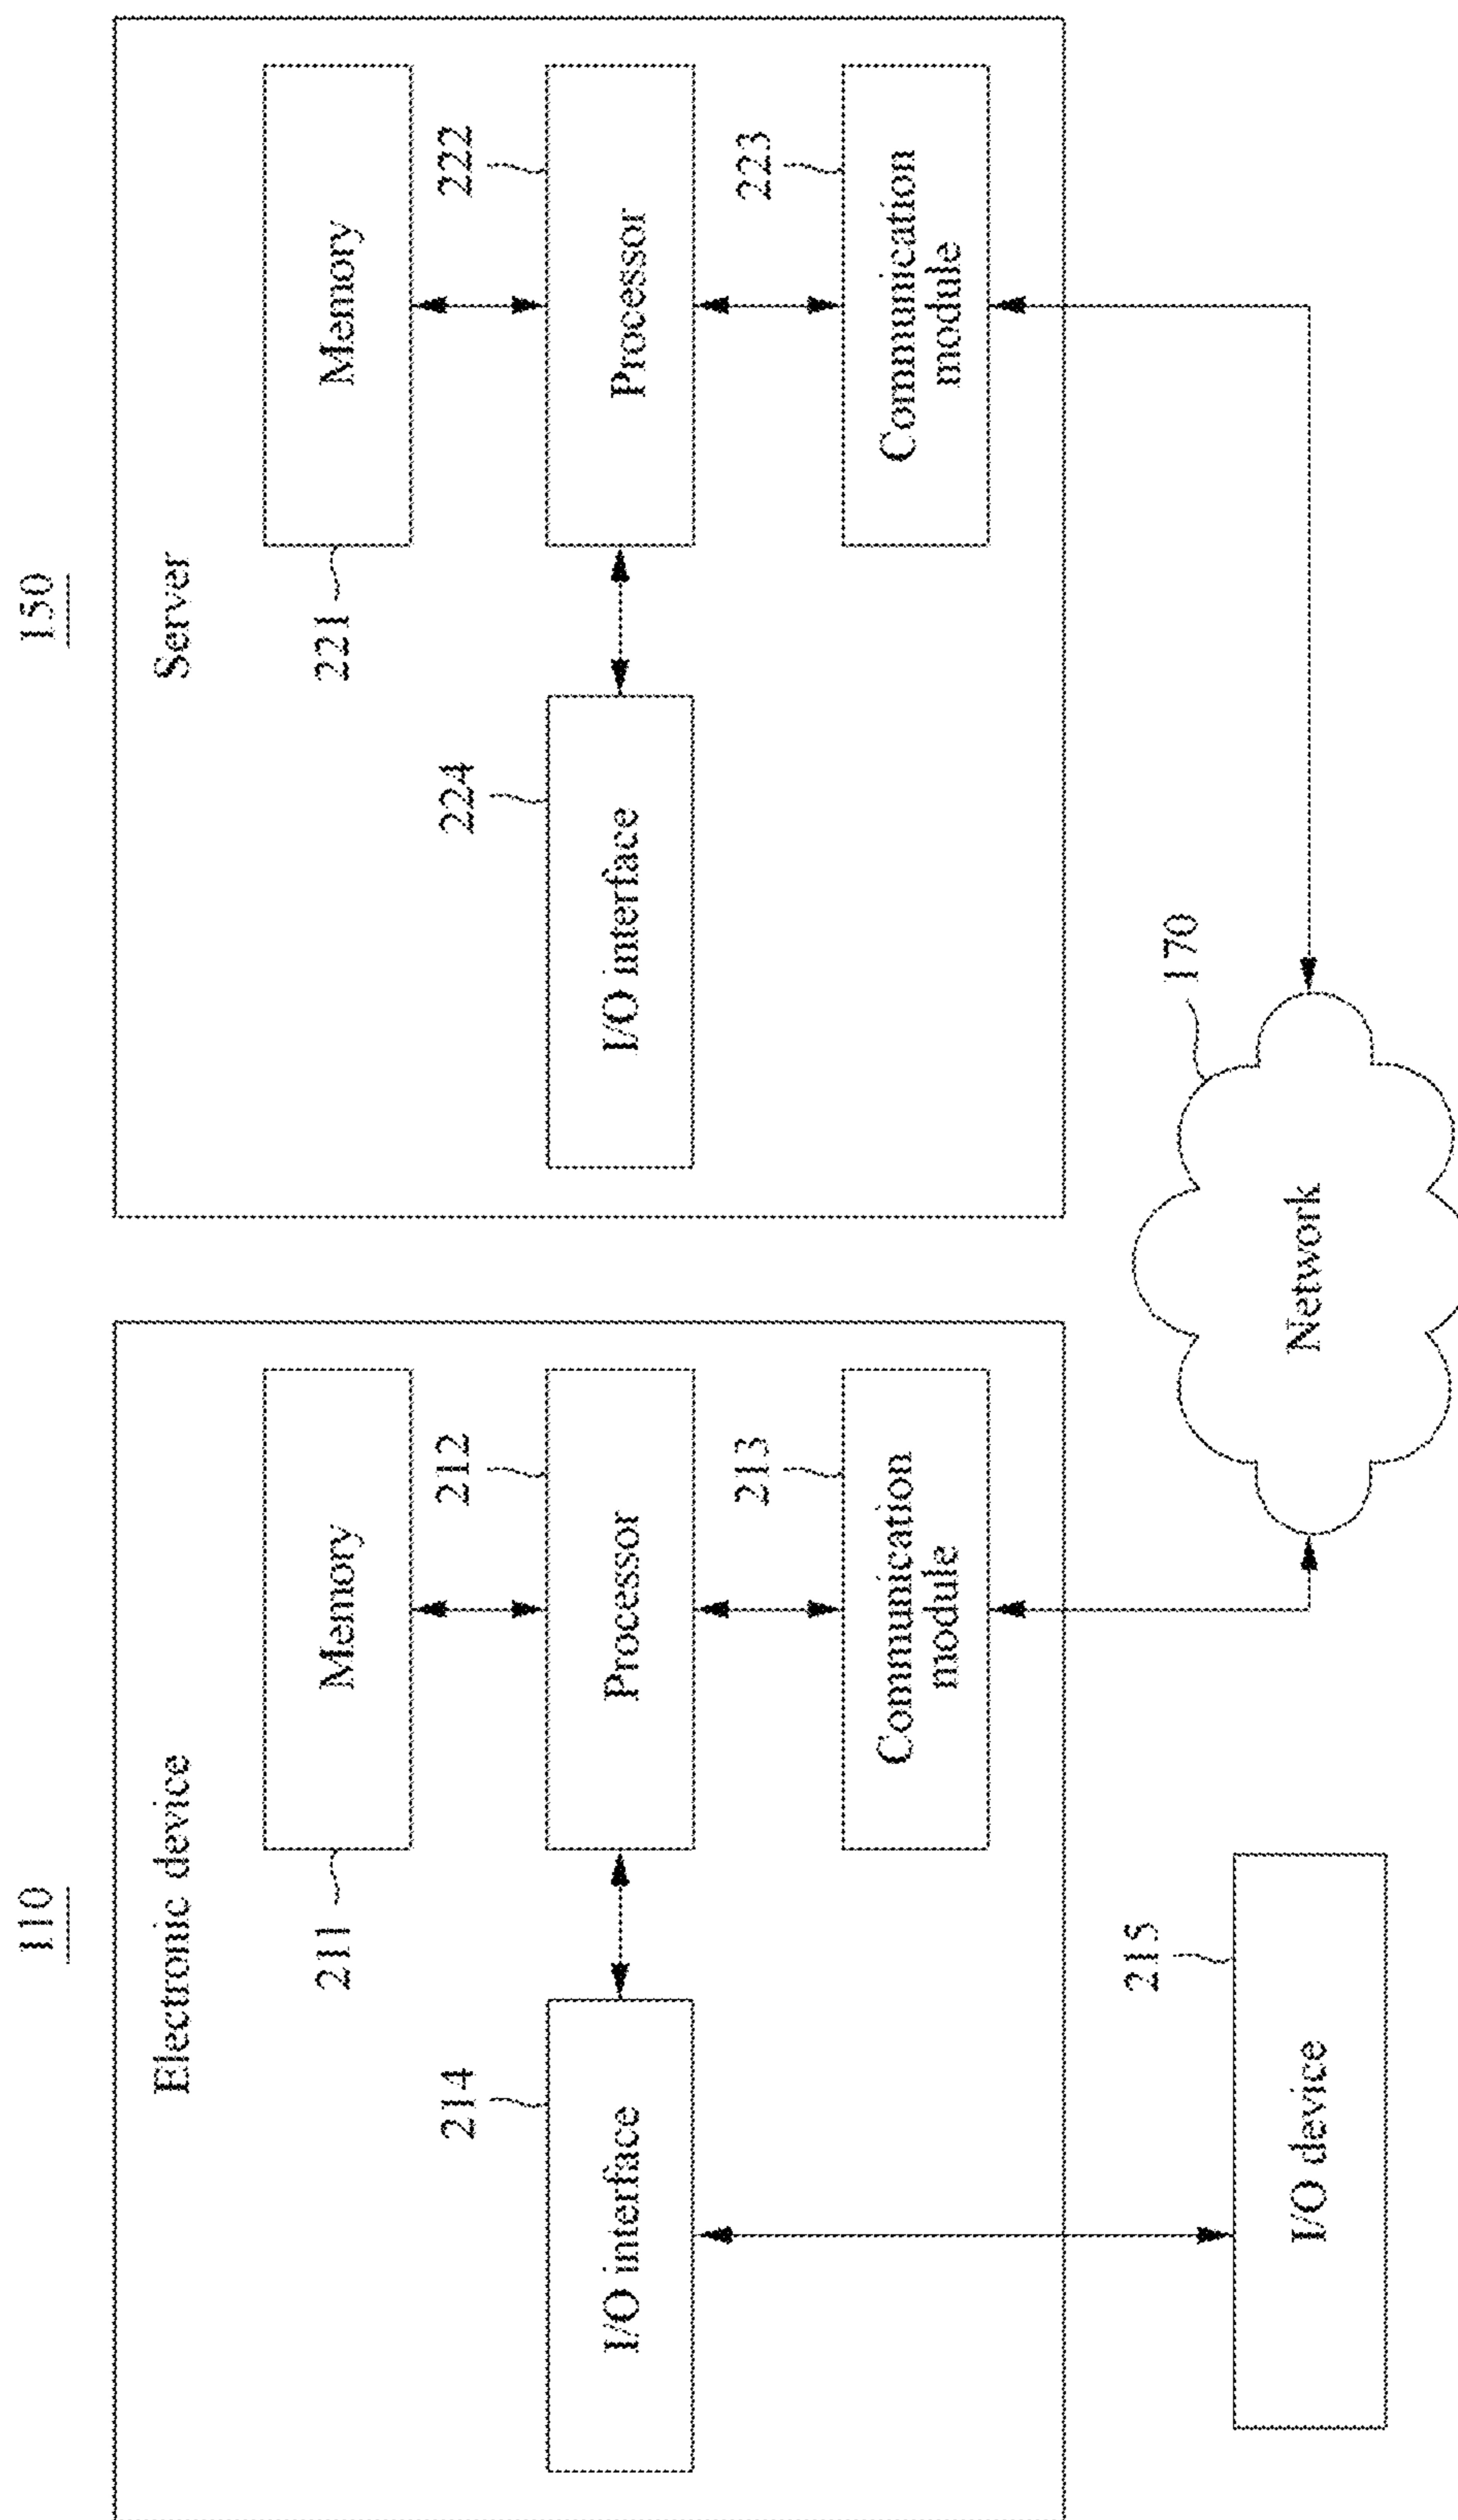 110
Electronic device
211
Memory
212
214
I/O interface
Processor
213
Communication
module
215
I/O device
150
Server
221
Memory
222
224
I/O interface
Processor
223
Communication
module
170
Network